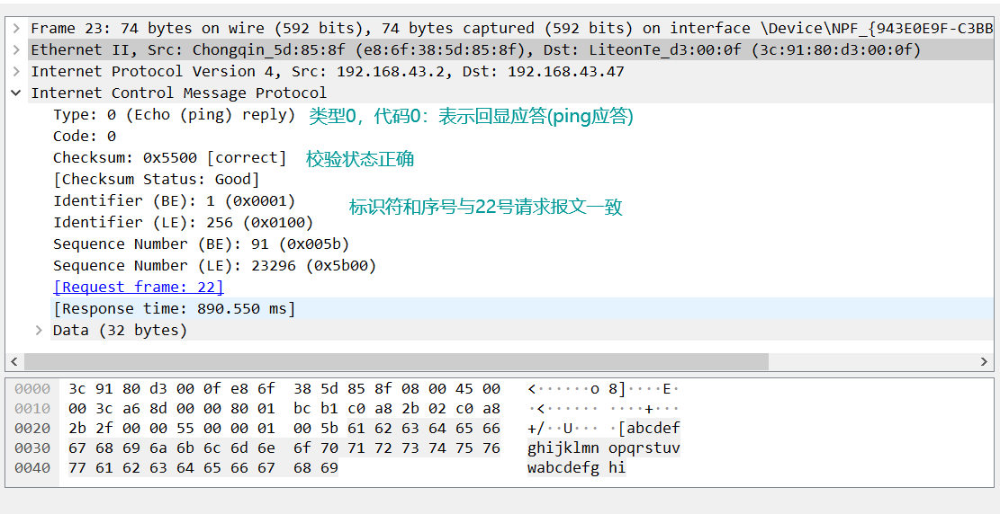 Frame 23: 74 bytes on wire (592 bits), 74 bytes captured (592 bits) on interface \Device\NPF_{943E0E9F-C3BB
Ethernet II, Src: Chongqin_5d:85:8f (e8:6f:38:5d:85:8f), Dst: LiteonTe_d3:00:0f (3c:91:80:d3:00:0f)
Internet Protocol Version 4, Src: 192.168.43.2, Dst: 192.168.43.47
Internet Control Message Protocol
Type: 0 (Echo (ping) reply) 类型0，代码0：表示回显应答(ping应答)
Code: 0
Checksum: 0x5500 [correct] 校验状态正确
[Checksum Status: Good]
Identifier (BE): 1 (0x0001) 标识符和序号与22号请求报文一致
Identifier (LE): 256 (0x0100)
Sequence Number (BE): 91 (0x005b)
Sequence Number (LE): 23296 (0x5b00)
[Request frame: 22]
[Response time: 890.550 ms]
Data (32 bytes)
0000 3c 91 80 d3 00 0f e8 6f 38 5d 85 8f 08 00 45 00 <······o 8]····E·
0010 00 3c a6 8d 00 00 80 01 bc b1 c0 a8 2b 02 c0 a8 ·<······ ····+···
0020 2b 2f 00 00 55 00 00 01 00 5b 61 62 63 64 65 66 +/··U··· ·[abcdef
0030 67 68 69 6a 6b 6c 6d 6e 6f 70 71 72 73 74 75 76 ghijklmn opqrstuv
0040 77 61 62 63 64 65 66 67 68 69 wabcdefg hi